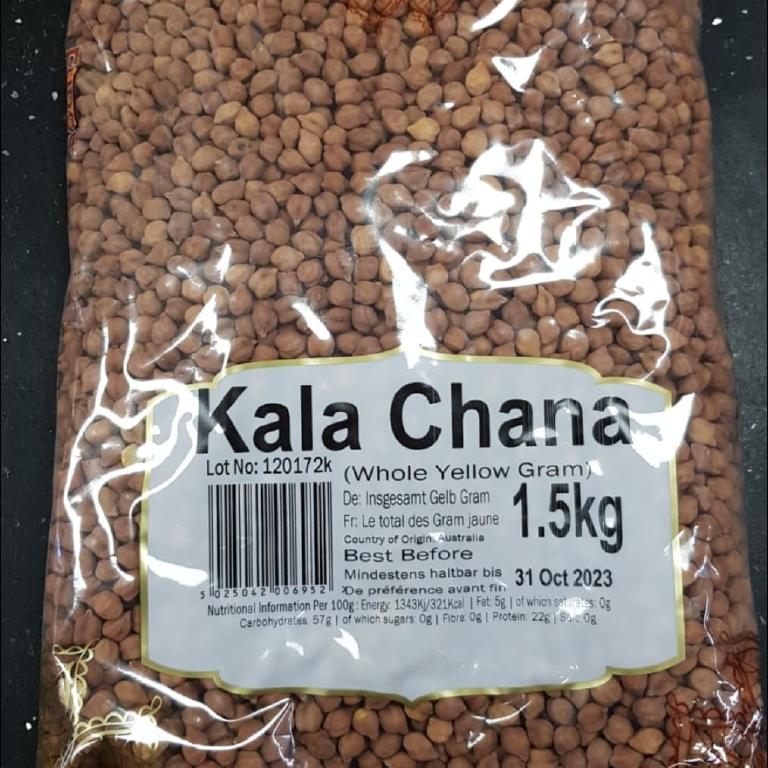 Kala Chana
Lot No: 120172k
(Whole Yellow Gram)
De: Insgesamt Gelb Gram
Fr: Le total des Gram jaune
1.5kg
Country of Origin: Australia
Best Before
Mindestens haltbar bis
31 Oct 2023
De préférence avant fin
5 025042 006952 >
Nutritional Information Per 100g: Energy: 1343Kj/321Kcal | Fat: 5g | of which saturates: 0g
Carbohydrates: 57g | of which sugars: 0g | Fibre: 0g | Protein: 22g | Salt: 0g